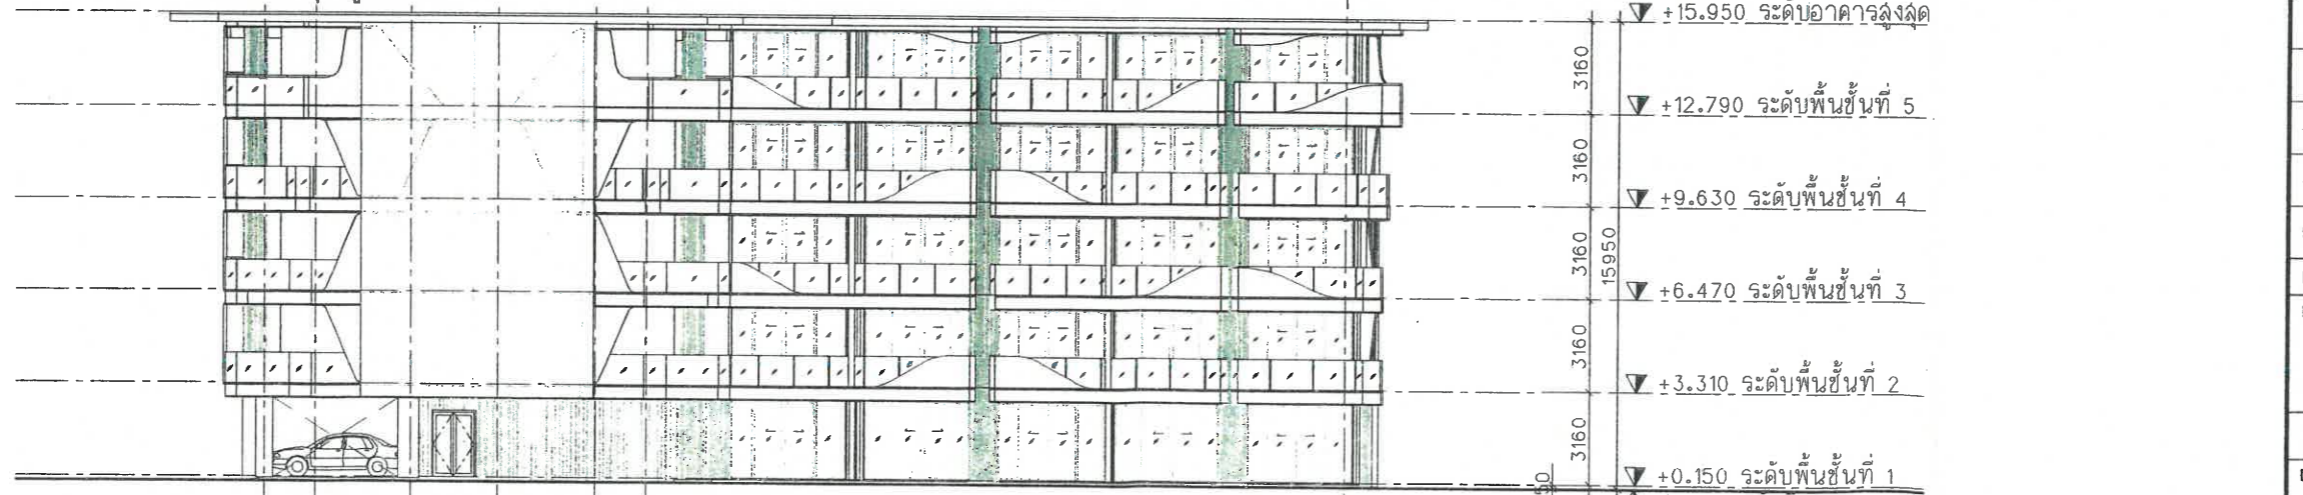 +15.950 ระดับอาคารสูงสุด
3160
+12.790 ระดับพื้นชั้นที่ 5
3160
+9.630 ระดับพื้นชั้นที่ 4
3160
15950
+6.470 ระดับพื้นชั้นที่ 3
3160
+3.310 ระดับพื้นชั้นที่ 2
3160
+0.150 ระดับพื้นชั้นที่ 1